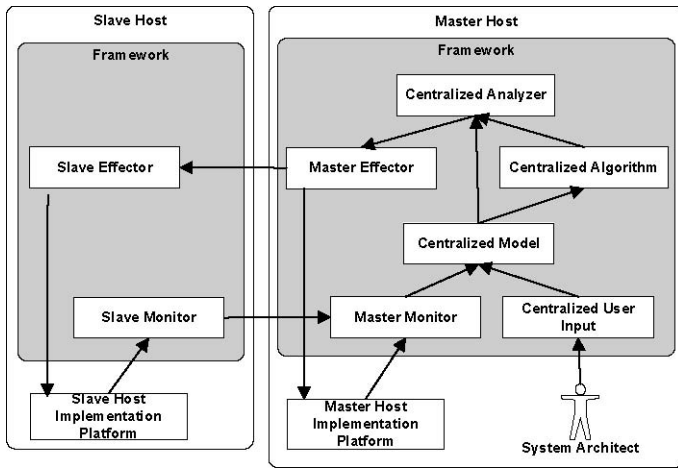 Slave Host
Framework
Slave Effector
Slave Monitor
Slave Host
Implementation
Platform
Master Host
Framework
Centralized Analyzer
Master Effector
Centralized Algorithm
Centralized Model
Master Monitor
Centralized User
Input
Master Host
Implementation
Platform
System Architect